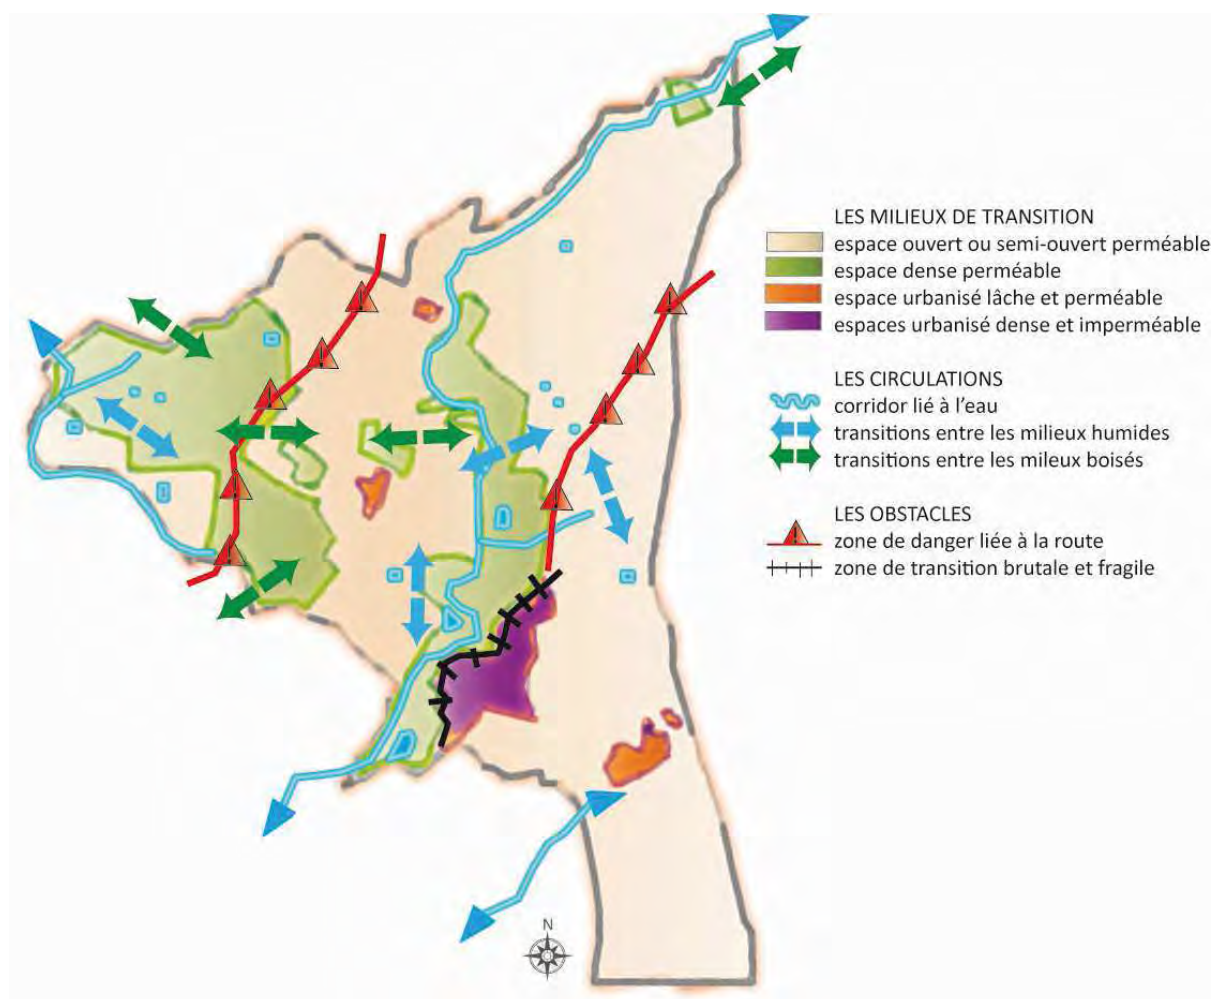 LES MILIEUX DE TRANSITION
espace ouvert ou semi-ouvert perméable
espace dense perméable
espace urbanisé lâche et perméable
espaces urbanisé dense et imperméable
LES CIRCULATIONS
corridor lié à l'eau
transitions entre les milieux humides
transitions entre les mileux boisés
LES OBSTACLES
zone de danger liée à la route
zone de transition brutale et fragile
N